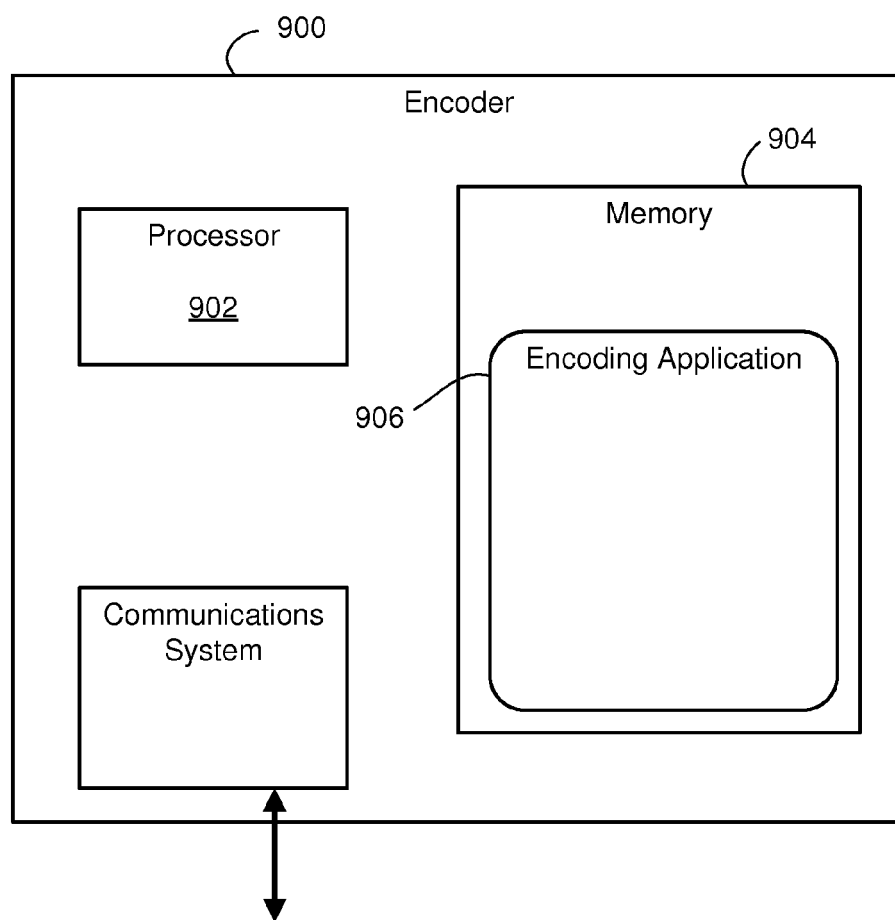 900
Encoder
904
Memory
Processor
902
Encoding Application
906
Communications
System